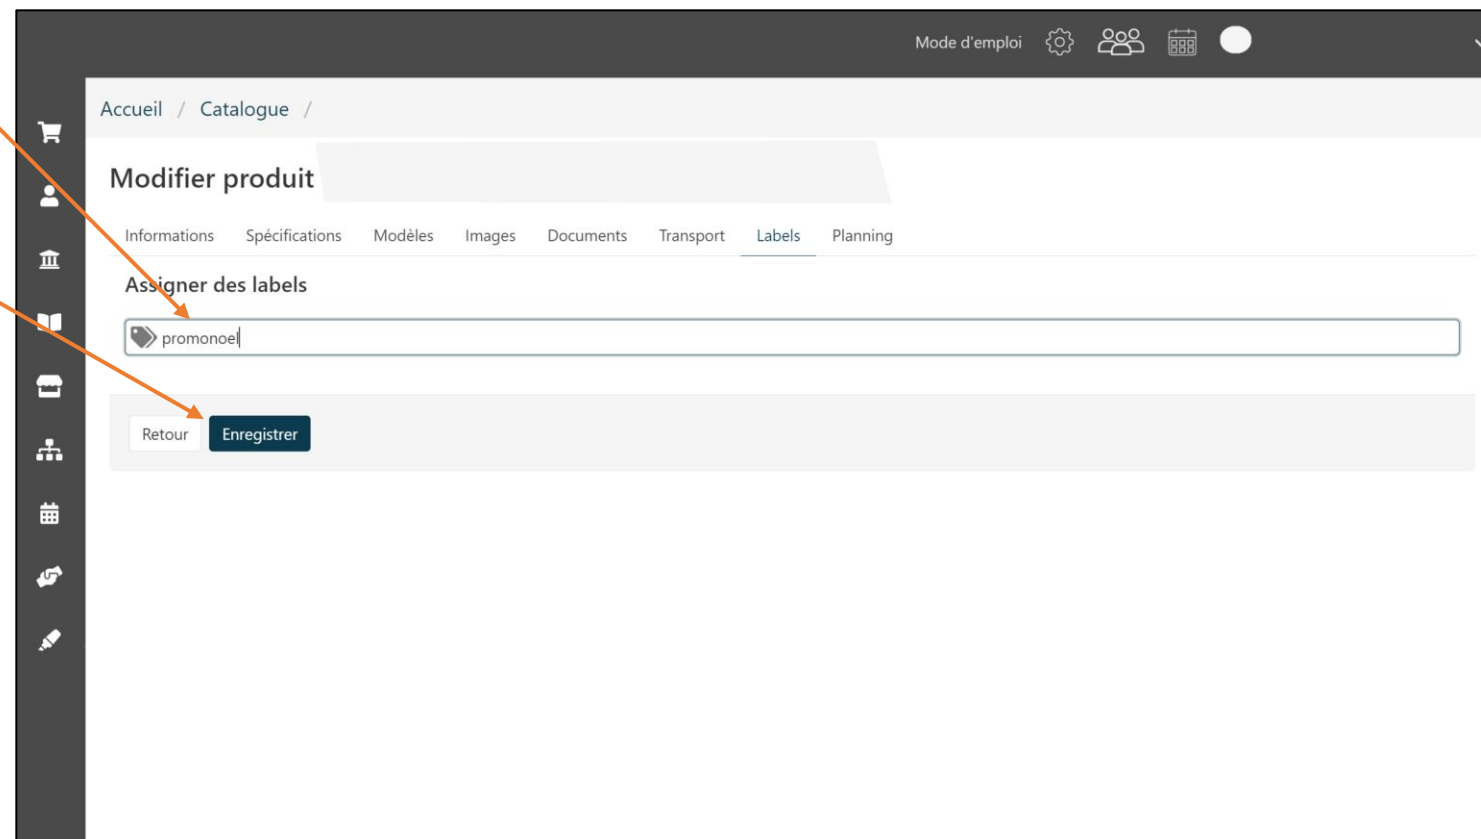 Mode d'emploi
Accueil / Catalogue /
Modifier produit
Informations Spécifications Modèles Images Documents Transport Labels Planning
Assigner des labels
promonoel
Retour Enregistrer